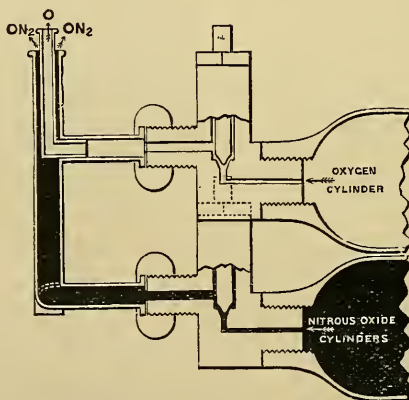 O
ON₂ ON₂
OXYGEN
CYLINDER
NITROUS OXIDE
CYLINDERS